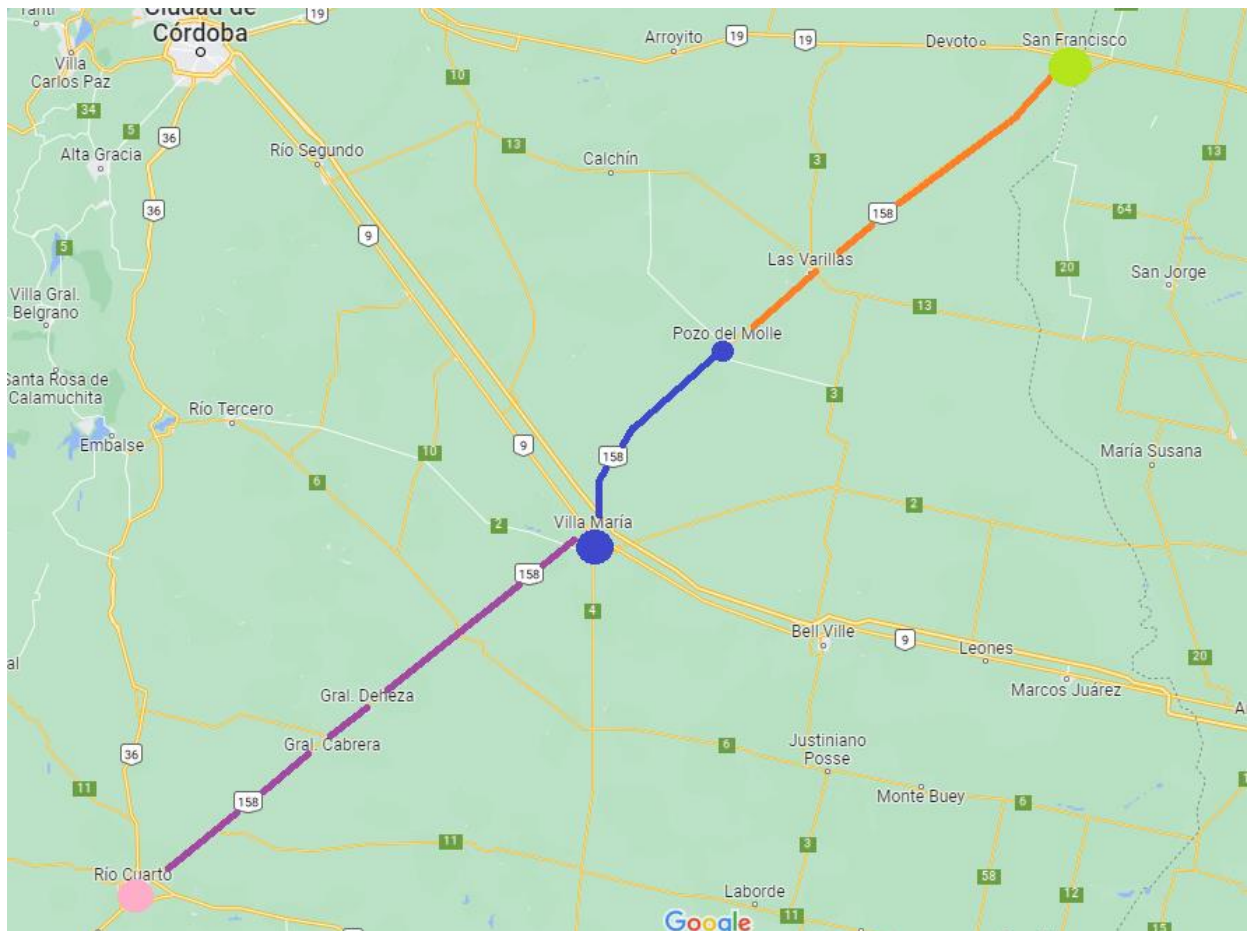 Ciudad de
Córdoba
19
Arroyito
19
19
Devoto
San Francisco
Villa
Carlos Paz
10
34
5
36
Alta Gracia
Río Segundo
13
Calchín
3
13
36
158
64
9
5
Las Varillas
20
San Jorge
Villa Gral.
Belgrano
13
Pozo del Molle
Santa Rosa de
Calamuchita
3
Río Tercero
Embalse
9
10
158
María Susana
6
2
2
Villa María
158
4
Bell Ville
9
Leones
20
Marcos Juárez
Gral. Deheza
Gral. Cabrera
36
6
Justiniano
Posse
11
158
Monte Buey
6
11
3
Río Cuarto
58
12
Laborde
11
15
Google